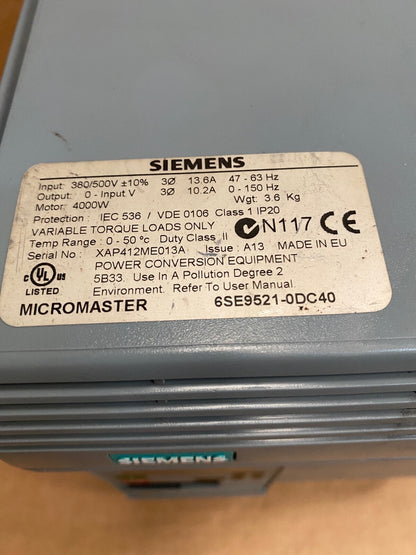 SIEMENS
Input: 380/500V ±10% 3Ø 13.6A 47 - 63 Hz
Output: 0 - Input V 3Ø 10.2A 0 - 150 Hz
Motor: 4000W Wgt: 3.6 Kg
Protection: IEC 536 / VDE 0106 Class 1 IP20
VARIABLE TORQUE LOADS ONLY
Temp Range: 0 - 50 °c Duty Class II
N117 CE
Serial No: XAP412ME013A Issue: A13 MADE IN EU
POWER CONVERSION EQUIPMENT
5B33. Use In A Pollution Degree 2
Environment. Refer To User Manual.
c UL US
LISTED
MICROMASTER 6SE9521-0DC40
SIEMENS